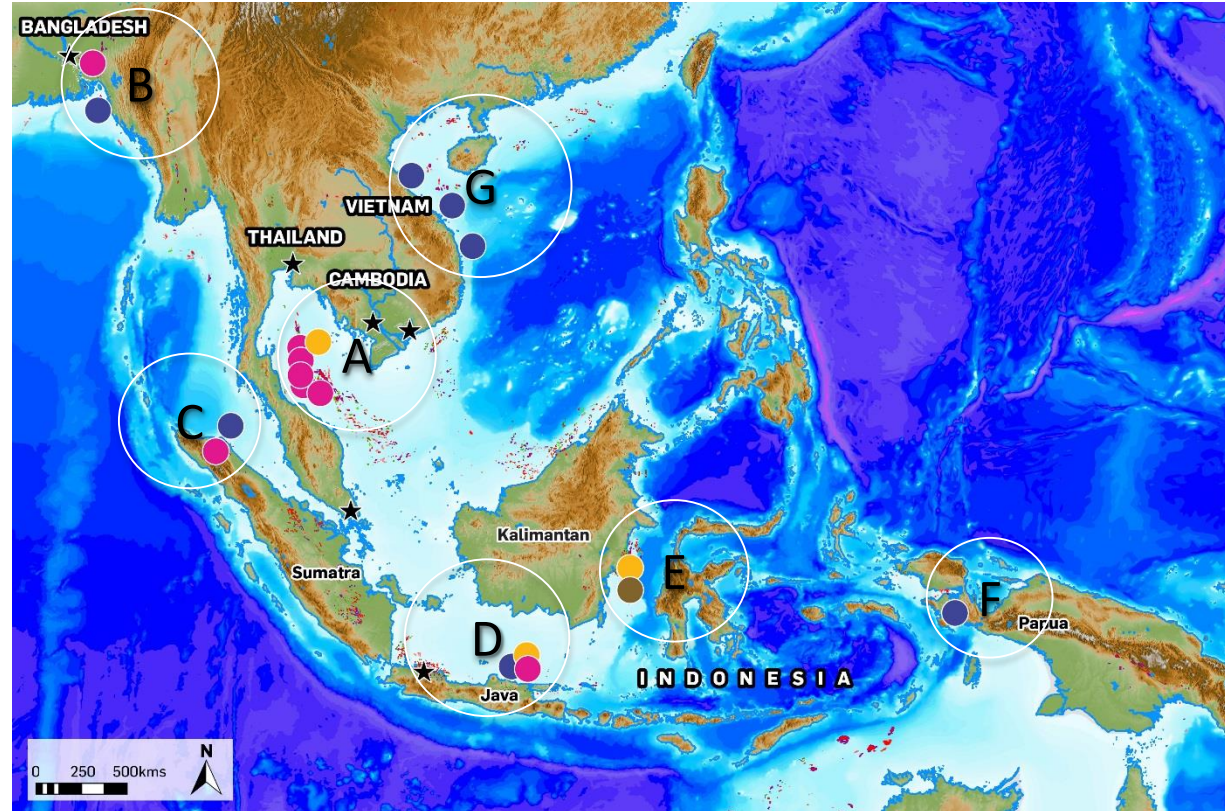 BANGLADESH
B
G
VIETNAM
THAILAND
CAMBODIA
A
C
Kalimantan
E
Sumatra
F
Papua
D
INDONESIA
Java
N
0 250 500kms